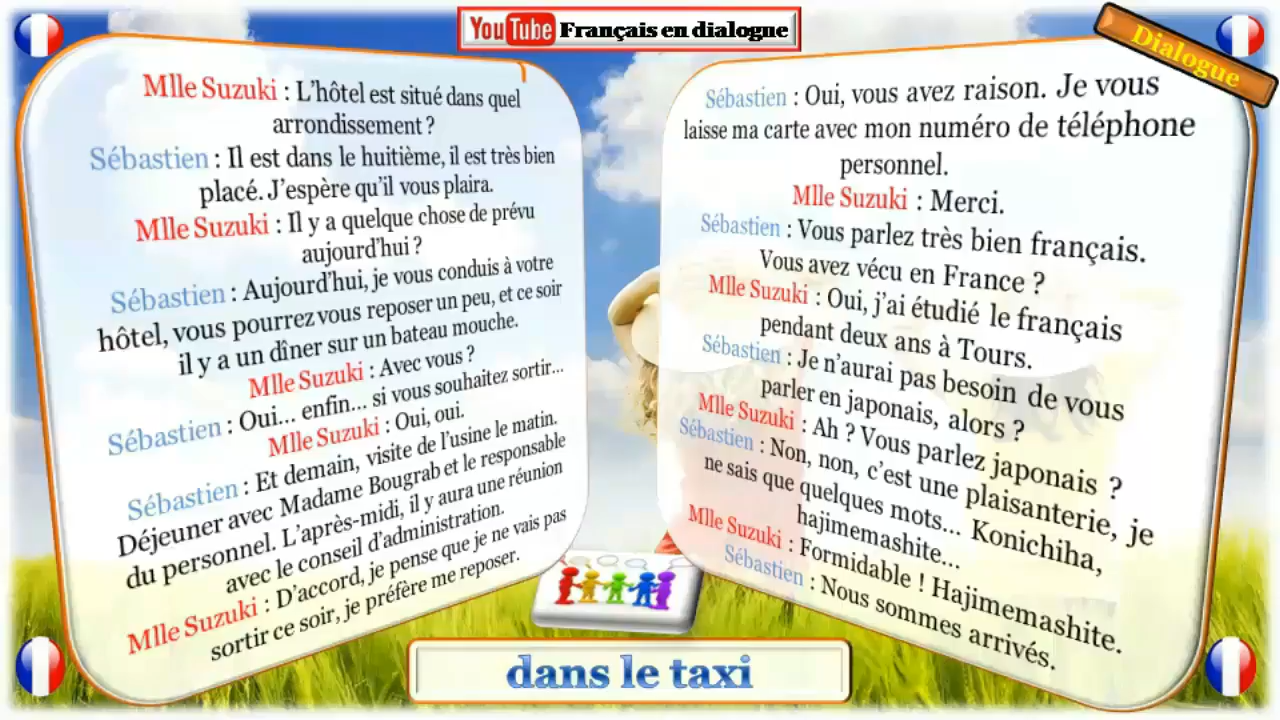 YouTube Français en dialogue
Dialogue
Mlle Suzuki : L'hôtel est situé dans quel
arrondissement ?
Sébastien : Il est dans le huitième, il est très bien
placé. J'espère qu'il vous plaira.
Mlle Suzuki : Il y a quelque chose de prévu
aujourd'hui ?
Sébastien : Aujourd'hui, je vous conduis à votre
hôtel, vous pourrez vous reposer un peu, et ce soir
il y a un dîner sur un bateau mouche.
Mlle Suzuki : Avec vous ?
Sébastien : Oui... enfin... si vous souhaitez sortir...
Mlle Suzuki : Oui, oui.
Sébastien : Et demain, visite de l'usine le matin.
Déjeuner avec Madame Bougrab et le responsable
du personnel. L'après-midi, il y aura une réunion
avec le conseil d'administration.
Mlle Suzuki : D'accord, je pense que je ne vais pas
sortir ce soir, je préfère me reposer.
Sébastien : Oui, vous avez raison. Je vous
laisse ma carte avec mon numéro de téléphone
personnel.
Mlle Suzuki : Merci.
Sébastien : Vous parlez très bien français.
Vous avez vécu en France ?
Mlle Suzuki : Oui, j'ai étudié le français
pendant deux ans à Tours.
Sébastien : Je n'aurai pas besoin de vous
parler en japonais, alors ?
Mlle Suzuki : Ah ? Vous parlez japonais ?
Sébastien : Non, non, c'est une plaisanterie, je
ne sais que quelques mots... Konichiha,
hajimemashite...
Mlle Suzuki : Formidable ! Hajimemashite.
Sébastien : Nous sommes arrivés.
dans le taxi